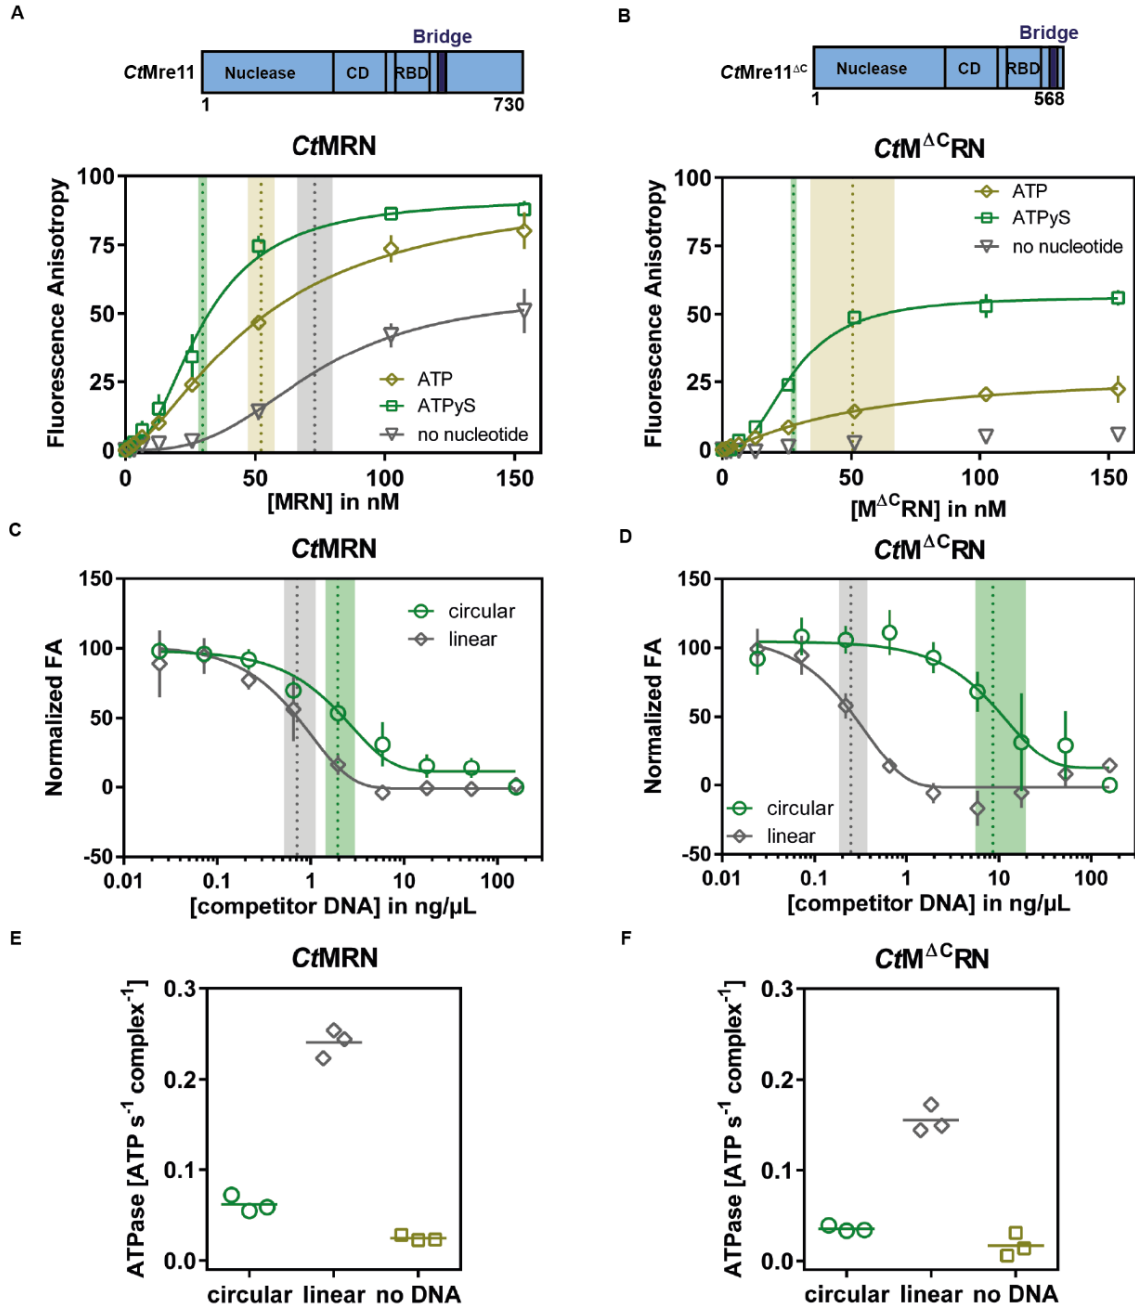 A
Bridge
CtMre11
Nuclease
CD
RBD
1
730
CtMRN
Fluorescence Anisotropy
100
75
50
25
0
ATP
ATPγS
no nucleotide
0
50
100
150
[MRN] in nM
B
Bridge
CtMre11ΔC
Nuclease
CD
RBD
1
568
CtMΔCRN
Fluorescence Anisotropy
100
75
50
25
0
ATP
ATPγS
no nucleotide
0
50
100
150
[MΔCRN] in nM
C
CtMRN
Normalized FA
150
100
50
0
-50
circular
linear
0.01
0.1
1
10
100
[competitor DNA] in ng/µL
D
CtMΔCRN
Normalized FA
150
100
50
0
-50
circular
linear
0.01
0.1
1
10
100
[competitor DNA] in ng/µL
E
CtMRN
ATPase [ATP s-1 complex-1]
0.3
0.2
0.1
0.0
circular
linear
no DNA
F
CtMΔCRN
ATPase [ATP s-1 complex-1]
0.3
0.2
0.1
0.0
circular
linear
no DNA